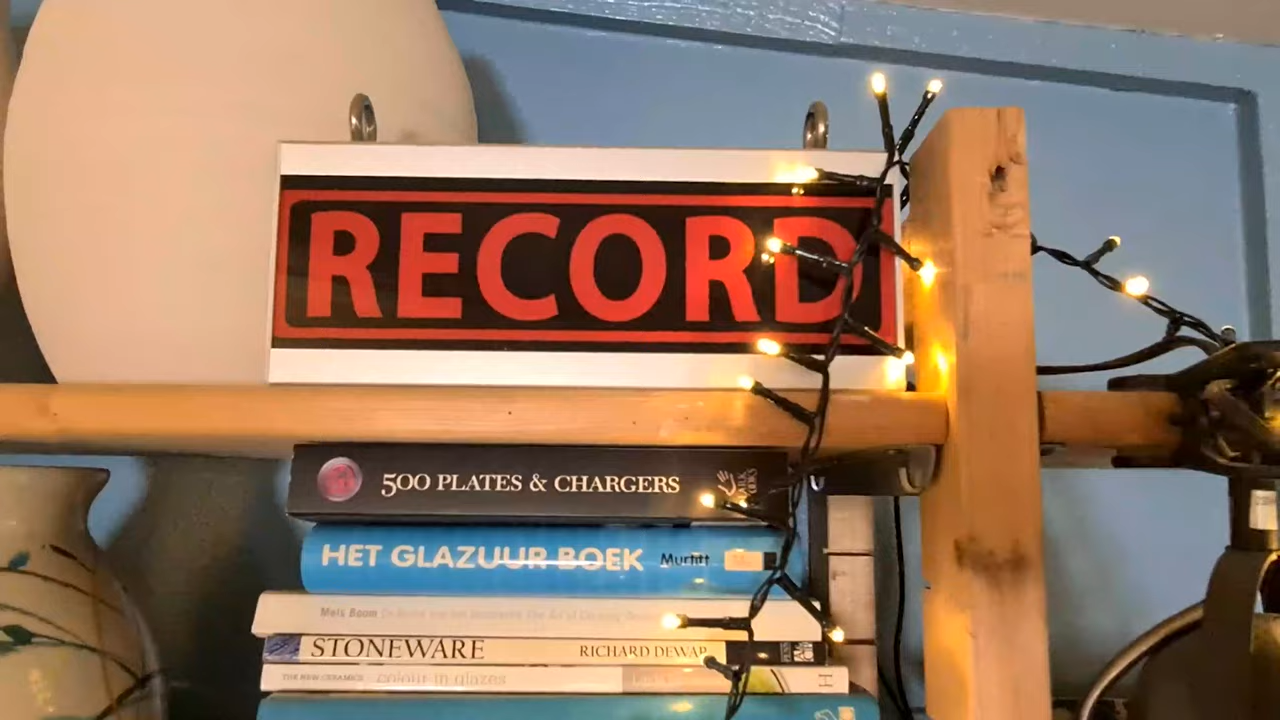 RECORD
500 PLATES & CHARGERS
HET GLAZUUR BOEK Murfitt
Mels Boom
STONEWARE RICHARD DEWAR
THE NEW CERAMICS colour in glazes